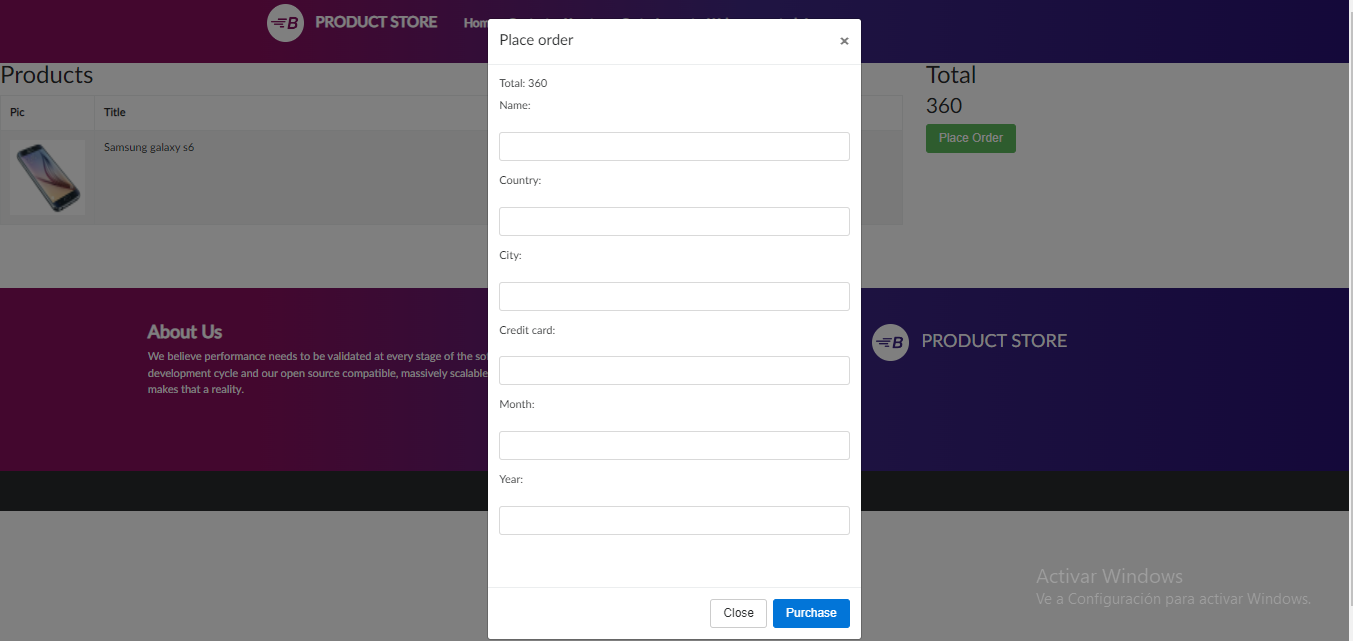 PRODUCT STORE
Place order
×
Products
Total
Total: 360
360
Name:
Place Order
Pic
Title
Samsung galaxy s6
Country:
City:
Credit card:
Month:
Year:
About Us
We believe performance needs to be validated at every stage of the
development cycle and our open source compatible, massively scalable
makes that a reality.
PRODUCT STORE
Close
Purchase
Activar Windows
Ve a Configuración para activar Windows.